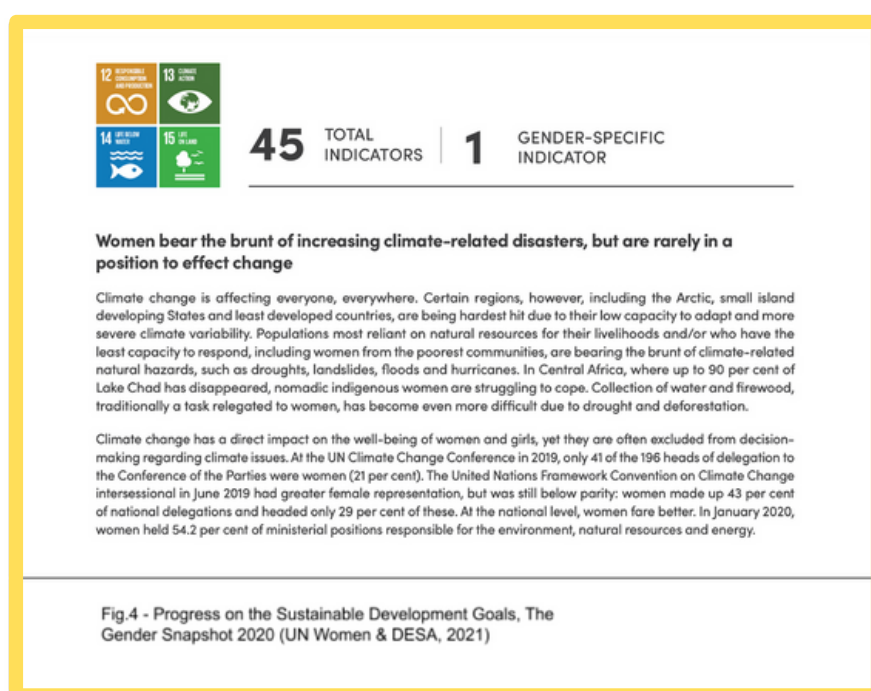 12 RESPONSIBLE CONSUMPTION AND PRODUCTION
13 CLIMATE ACTION
14 LIFE BELOW WATER
15 LIFE ON LAND
45 TOTAL INDICATORS
1 GENDER-SPECIFIC INDICATOR
Women bear the brunt of increasing climate-related disasters, but are rarely in a
position to effect change
Climate change is affecting everyone, everywhere. Certain regions, however, including the Arctic, small island
developing States and least developed countries, are being hardest hit due to their low capacity to adapt and more
severe climate variability. Populations most reliant on natural resources for their livelihoods and/or who have the
least capacity to respond, including women from the poorest communities, are bearing the brunt of climate-related
natural hazards, such as droughts, landslides, floods and hurricanes. In Central Africa, where up to 90 per cent of
Lake Chad has disappeared, nomadic indigenous women are struggling to cope. Collection of water and firewood,
traditionally a task relegated to women, has become even more difficult due to drought and deforestation.
Climate change has a direct impact on the well-being of women and girls, yet they are often excluded from decision-
making regarding climate issues. At the UN Climate Change Conference in 2019, only 41 of the 196 heads of delegation to
the Conference of the Parties were women (21 per cent). The United Nations Framework Convention on Climate Change
intersessional in June 2019 had greater female representation, but was still below parity: women made up 43 per cent
of national delegations and headed only 29 per cent of these. At the national level, women fare better. In January 2020,
women held 54.2 per cent of ministerial positions responsible for the environment, natural resources and energy.
Fig.4 - Progress on the Sustainable Development Goals, The
Gender Snapshot 2020 (UN Women & DESA, 2021)